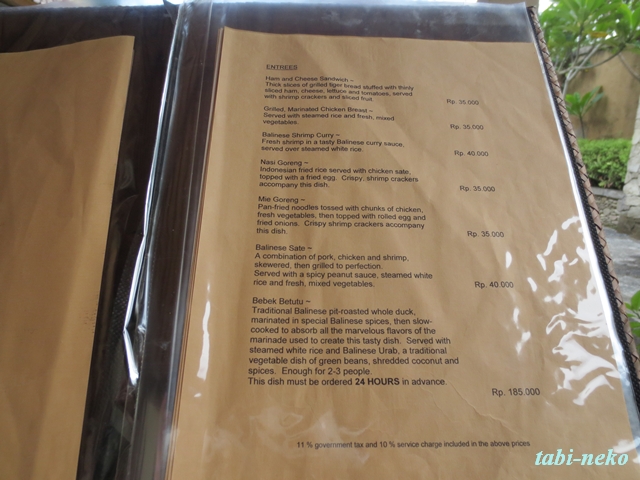 ENTREES
Ham and Cheese Sandwich ~
Thick slices of grilled tiger bread stuffed with thinly
sliced ham, cheese, lettuce and tomatoes, served
with shrimp crackers and sliced fruit.
Rp. 35.000
Grilled, Marinated Chicken Breast ~
Served with steamed rice and fresh, mixed
vegetables.
Rp. 35.000
Balinese Shrimp Curry ~
Fresh shrimp in a tasty Balinese curry sauce,
served over steamed white rice.
Rp. 40.000
Nasi Goreng ~
Indonesian fried rice served with chicken sate,
topped with a fried egg. Crispy, shrimp crackers
accompany this dish.
Rp. 35.000
Mie Goreng ~
Pan-fried noodles tossed with chunks of chicken,
fresh vegetables, then topped with rolled egg and
fried onions. Crispy shrimp crackers accompany
this dish.
Rp. 35.000
Balinese Sate ~
A combination of pork, chicken and shrimp,
skewered, then grilled to perfection.
Served with a spicy peanut sauce, steamed white
rice and fresh, mixed vegetables.
Rp. 40.000
Bebek Betutu ~
Traditional Balinese pit-roasted whole duck,
marinated in special Balinese spices, then slow-
cooked to absorb all the marvelous flavors of the
marinade used to create this tasty dish. Served with
steamed white rice and Balinese Urab, a traditional
vegetable dish of green beans, shredded coconut and
spices. Enough for 2-3 people.
This dish must be ordered 24 HOURS in advance.
Rp. 185.000
11 % government tax and 10 % service charge included in the above prices
tabi-neko